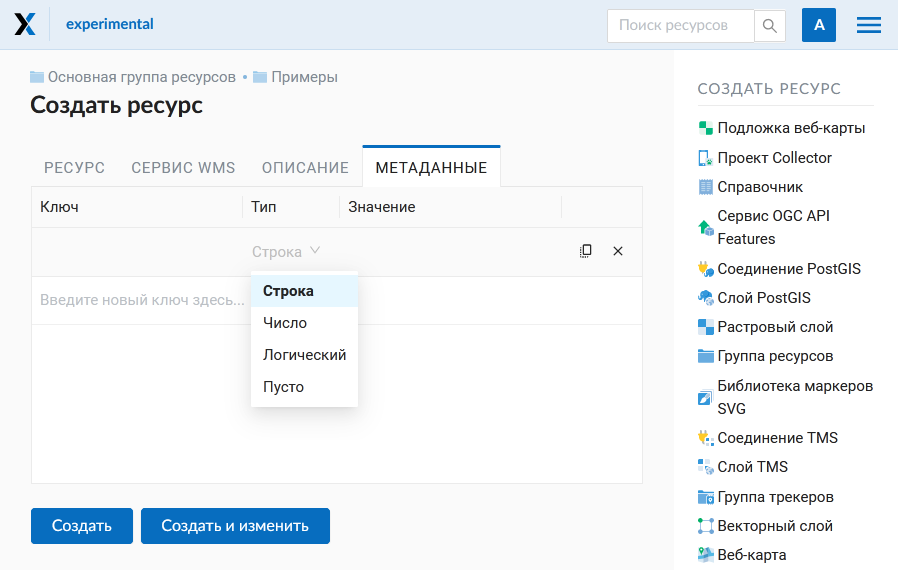 experimental
Поиск ресурсов
A
Основная группа ресурсов • Примеры
Создать ресурс
РЕСУРС СЕРВИС WMS ОПИСАНИЕ МЕТАДАННЫЕ
Ключ Тип Значение
Строка
Введите новый ключ здесь...
Строка
Число
Логический
Пусто
Создать Создать и изменить
СОЗДАТЬ РЕСУРС
Подложка веб-карты
Проект Collector
Справочник
Сервис OGC API
Features
Соединение PostGIS
Слой PostGIS
Растровый слой
Группа ресурсов
Библиотека маркеров
SVG
Соединение TMS
Слой TMS
Группа трекеров
Векторный слой
Веб-карта